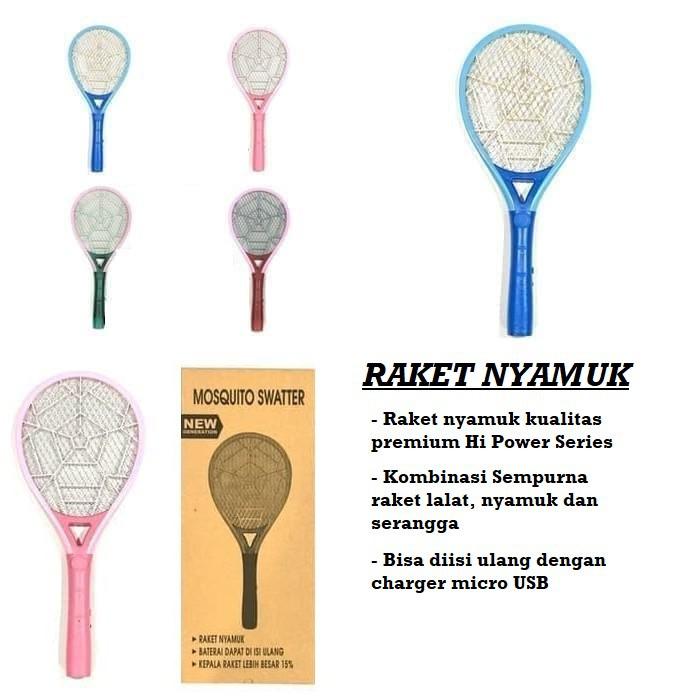 MOSQUITO SWATTER
NEW
GENERATION
▸ RAKET NYAMUK
▸ BATERAI DAPAT DI ISI ULANG
▸ KEPALA RAKET LEBIH BESAR 15%
RAKET NYAMUK
- Raket nyamuk kualitas
premium Hi Power Series
- Kombinasi Sempurna
raket lalat, nyamuk dan
serangga
- Bisa diisi ulang dengan
charger micro USB